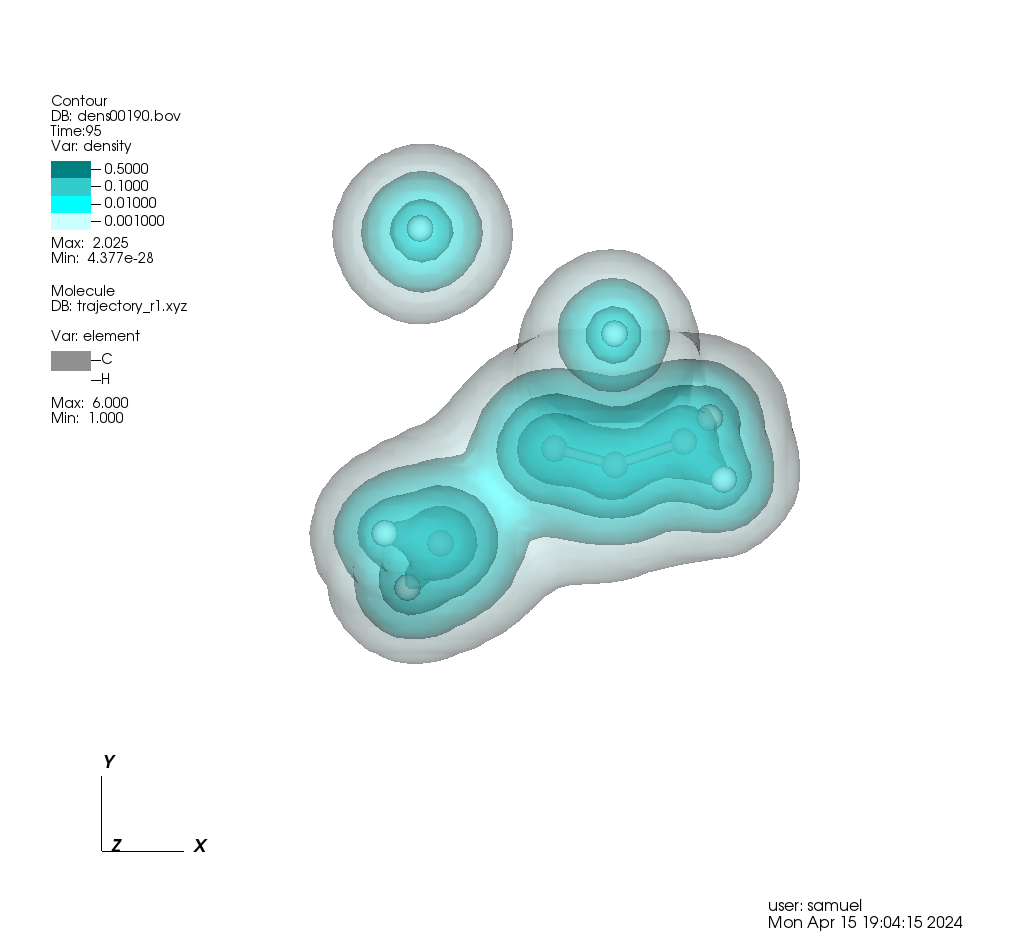 Contour
DB: dens00190.bov
Time:95
Var: density
0.5000
0.1000
0.01000
0.001000
Max: 2.025
Min: 4.377e-28
Molecule
DB: trajectory_r1.xyz
Var: element
C
H
Max: 6.000
Min: 1.000
Y
Z X
user: samuel
Mon Apr 15 19:04:15 2024